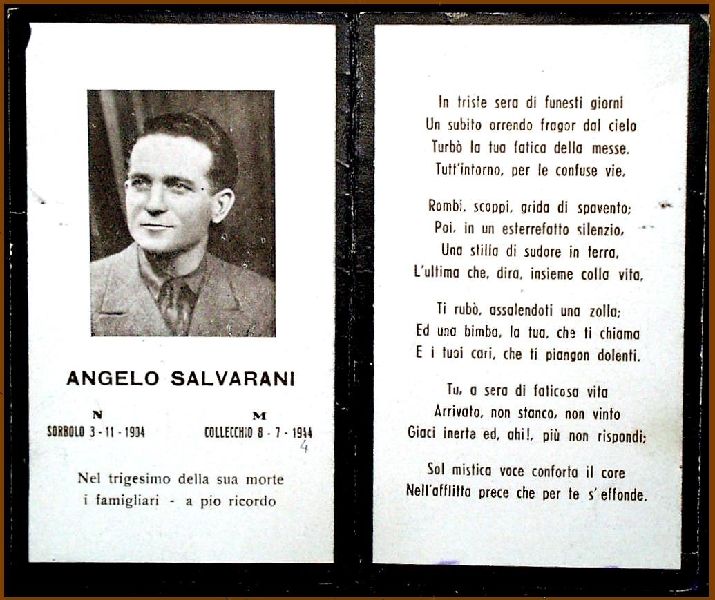 ANGELO SALVARANI
N
M
SORBOLO 3 - 11 - 1934
COLLECCHIO 8 - 7 - 1944
4
Nel trigesimo della sua morte
i famigliari - a pio ricordo
In triste sera di funesti giorni
Un subito orrendo fragor dal cielo
Turbò la tua fatica della messe.
Tutt'intorno, per le confuse vie,
Rombi, scoppi, grida di spavento;
Poi, in un esterrefatto silenzio,
Una stilla di sudore in terra,
L'ultima che, dira, insieme colla vita,
Ti rubò, assalendoti una zolla;
Ed una bimba, la tua, che ti chiama
E i tuoi cari, che ti piangon dolenti.
Tu, a sera di faticosa vita
Arrivato, non stanco, non vinto
Giaci inerte ed, ahi!, più non rispondi;
Sol mistica voce conforta il core
Nell'afflitta prece che per te s'effonde.